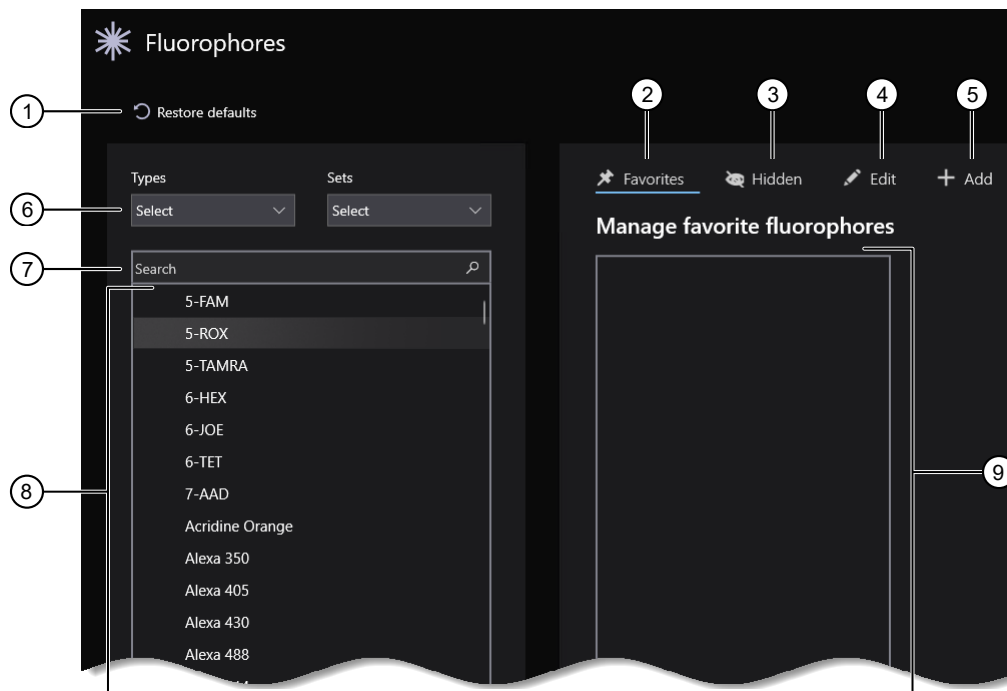 Fluorophores
1
Restore defaults
2
3
4
5
Types
Sets
Favorites
Hidden
Edit
Add
6
Select
Select
Manage favorite fluorophores
7
Search
5-FAM
5-ROX
5-TAMRA
6-HEX
6-JOE
6-TET
9
8
7-AAD
Acridine Orange
Alexa 350
Alexa 405
Alexa 430
Alexa 488